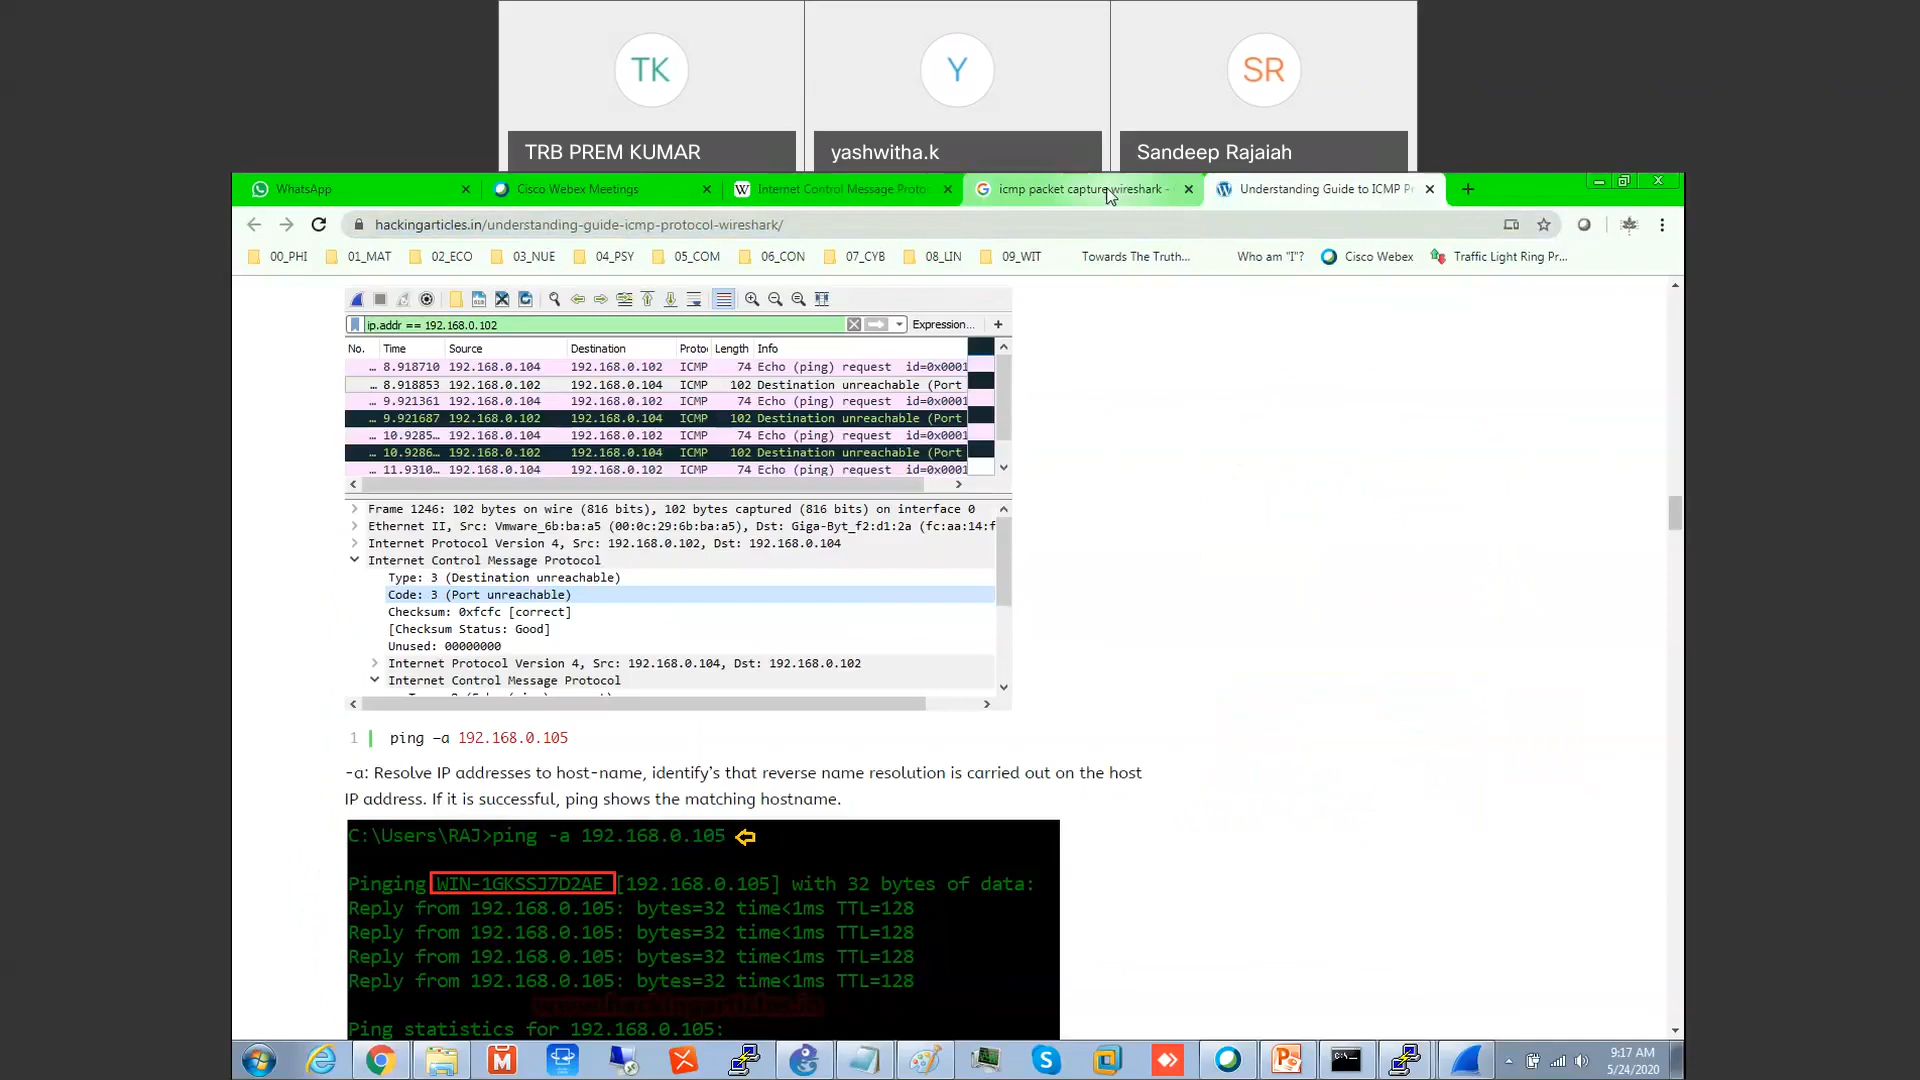 TK
Y
SR
TRB PREM KUMAR
yashwitha.k
Sandeep Rajaiah
WhatsApp
Cisco Webex Meetings
Internet Control Message Proto
icmp packet capture wireshark -
Understanding Guide to ICMP P
hackingarticles.in/understanding-guide-icmp-protocol-wireshark/
00_PHI
01_MAT
02_ECO
03_NUE
04_PSY
05_COM
06_CON
07_CYB
08_LIN
09_WIT
Towards The Truth...
Who am "I"?
Cisco Webex
Traffic Light Ring Pr...
ip.addr == 192.168.0.102
Expression...
No. Time Source Destination Proto Length Info
... 8.918710 192.168.0.104 192.168.0.102 ICMP 74 Echo (ping) request id=0x0001
... 8.918853 192.168.0.102 192.168.0.104 ICMP 102 Destination unreachable (Port
... 9.921361 192.168.0.104 192.168.0.102 ICMP 74 Echo (ping) request id=0x0001
... 9.921687 192.168.0.102 192.168.0.104 ICMP 102 Destination unreachable (Port
... 10.9285... 192.168.0.104 192.168.0.102 ICMP 74 Echo (ping) request id=0x0001
... 10.9286... 192.168.0.102 192.168.0.104 ICMP 102 Destination unreachable (Port
... 11.9310... 192.168.0.104 192.168.0.102 ICMP 74 Echo (ping) request id=0x0001
Frame 1246: 102 bytes on wire (816 bits), 102 bytes captured (816 bits) on interface 0
Ethernet II, Src: Vmware_6b:ba:a5 (00:0c:29:6b:ba:a5), Dst: Giga-Byt_f2:d1:2a (fc:aa:14:f
Internet Protocol Version 4, Src: 192.168.0.102, Dst: 192.168.0.104
Internet Control Message Protocol
Type: 3 (Destination unreachable)
Code: 3 (Port unreachable)
Checksum: 0xfcfc [correct]
[Checksum Status: Good]
Unused: 00000000
Internet Protocol Version 4, Src: 192.168.0.104, Dst: 192.168.0.102
Internet Control Message Protocol
1 ping –a 192.168.0.105
-a: Resolve IP addresses to host-name, identify's that reverse name resolution is carried out on the host
IP address. If it is successful, ping shows the matching hostname.
C:\Users\RAJ>ping -a 192.168.0.105
Pinging WIN-1GKSSJ7D2AE [192.168.0.105] with 32 bytes of data:
Reply from 192.168.0.105: bytes=32 time<1ms TTL=128
Reply from 192.168.0.105: bytes=32 time<1ms TTL=128
Reply from 192.168.0.105: bytes=32 time<1ms TTL=128
Reply from 192.168.0.105: bytes=32 time<1ms TTL=128
www.hackingarticles.in
Ping statistics for 192.168.0.105:
9:17 AM
5/24/2020